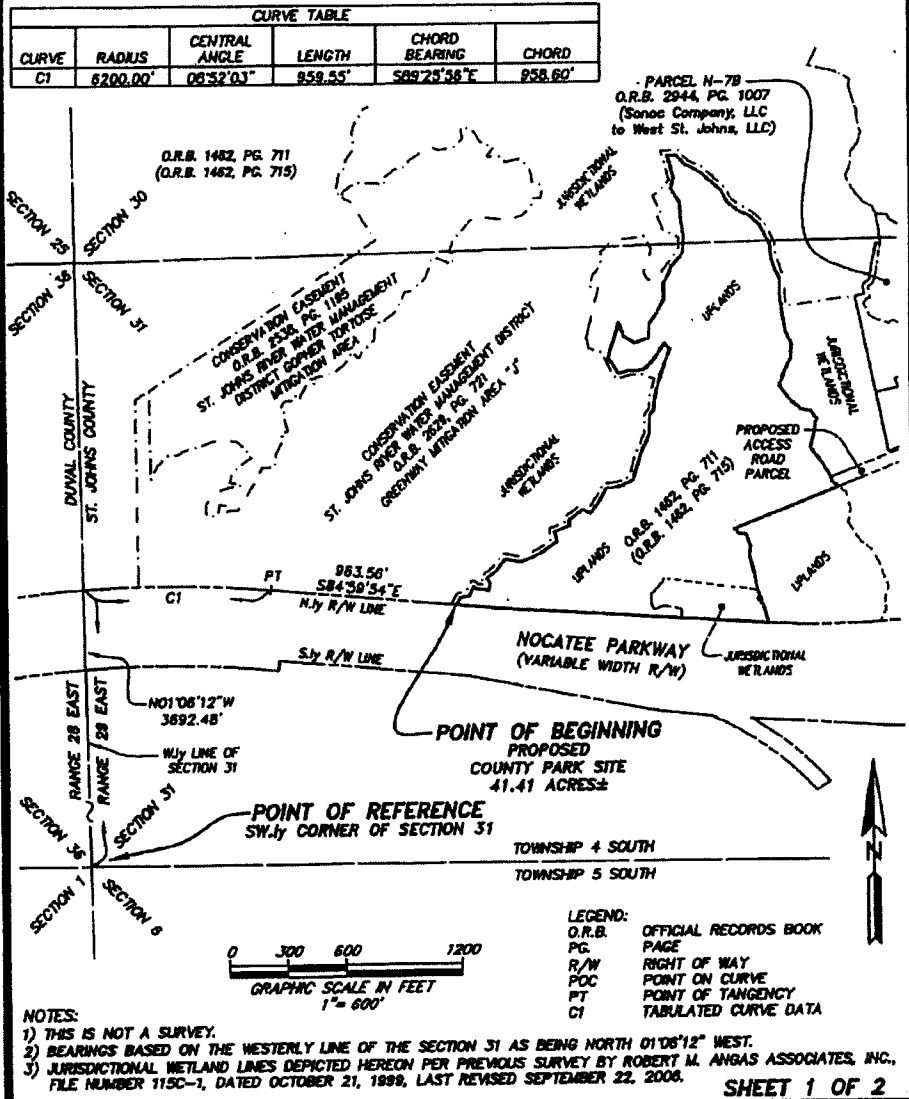 CURVE TABLE
CURVE RADIUS CENTRAL ANGLE LENGTH CHORD BEARING CHORD
C1 6200.00' 08°52'03" 959.55' S89°25'56"E 958.60'
PARCEL N-7B
O.R.B. 2944, PG. 1007
(Sonoc Company, LLC
to West St. Johns, LLC)
O.R.B. 1462, PG. 711
(O.R.B. 1462, PG. 715)
JURISDICTIONAL
WETLANDS
SECTION 25
SECTION 30
SECTION 36
SECTION 31
CONSERVATION EASEMENT
O.R.B. 2538, PG. 1195
ST. JOHNS RIVER WATER MANAGEMENT
DISTRICT GOPHER TORTOISE
MITIGATION AREA
CONSERVATION EASEMENT
O.R.B. 2629, PG. 721
ST. JOHNS RIVER WATER MANAGEMENT DISTRICT
GREENWAY MITIGATION AREA "J"
UPLANDS
JURISDICTIONAL
WETLANDS
DUVAL COUNTY
ST. JOHNS COUNTY
JURISDICTIONAL
WETLANDS
PROPOSED
ACCESS
ROAD
PARCEL
O.R.B. 1462, PG. 711
(O.R.B. 1462, PG. 715)
UPLANDS
UPLANDS
PT
983.56'
S84°59'54"E
C1
N.ly R/W LINE
NOCATEE PARKWAY
(VARIABLE WIDTH R/W)
JURISDICTIONAL
WETLANDS
S.ly R/W LINE
RANGE 28 EAST
RANGE 29 EAST
N01°06'12"W
3692.48'
W.ly LINE OF
SECTION 31
POINT OF BEGINNING
PROPOSED
COUNTY PARK SITE
41.41 ACRES±
POINT OF REFERENCE
SW.ly CORNER OF SECTION 31
SECTION 36
SECTION 31
SECTION 1
SECTION 6
TOWNSHIP 4 SOUTH
TOWNSHIP 5 SOUTH
N
0 300 600 1200
GRAPHIC SCALE IN FEET
1"= 600'
LEGEND:
O.R.B. OFFICIAL RECORDS BOOK
PG. PAGE
R/W RIGHT OF WAY
POC POINT ON CURVE
PT POINT OF TANGENCY
C1 TABULATED CURVE DATA
NOTES:
1) THIS IS NOT A SURVEY.
2) BEARINGS BASED ON THE WESTERLY LINE OF THE SECTION 31 AS BEING NORTH 01°06'12" WEST.
3) JURISDICTIONAL WETLAND LINES DEPICTED HEREON PER PREVIOUS SURVEY BY ROBERT M. ANGAS ASSOCIATES, INC.,
FILE NUMBER 115C-1, DATED OCTOBER 21, 1999, LAST REVISED SEPTEMBER 22, 2006.
SHEET 1 OF 2